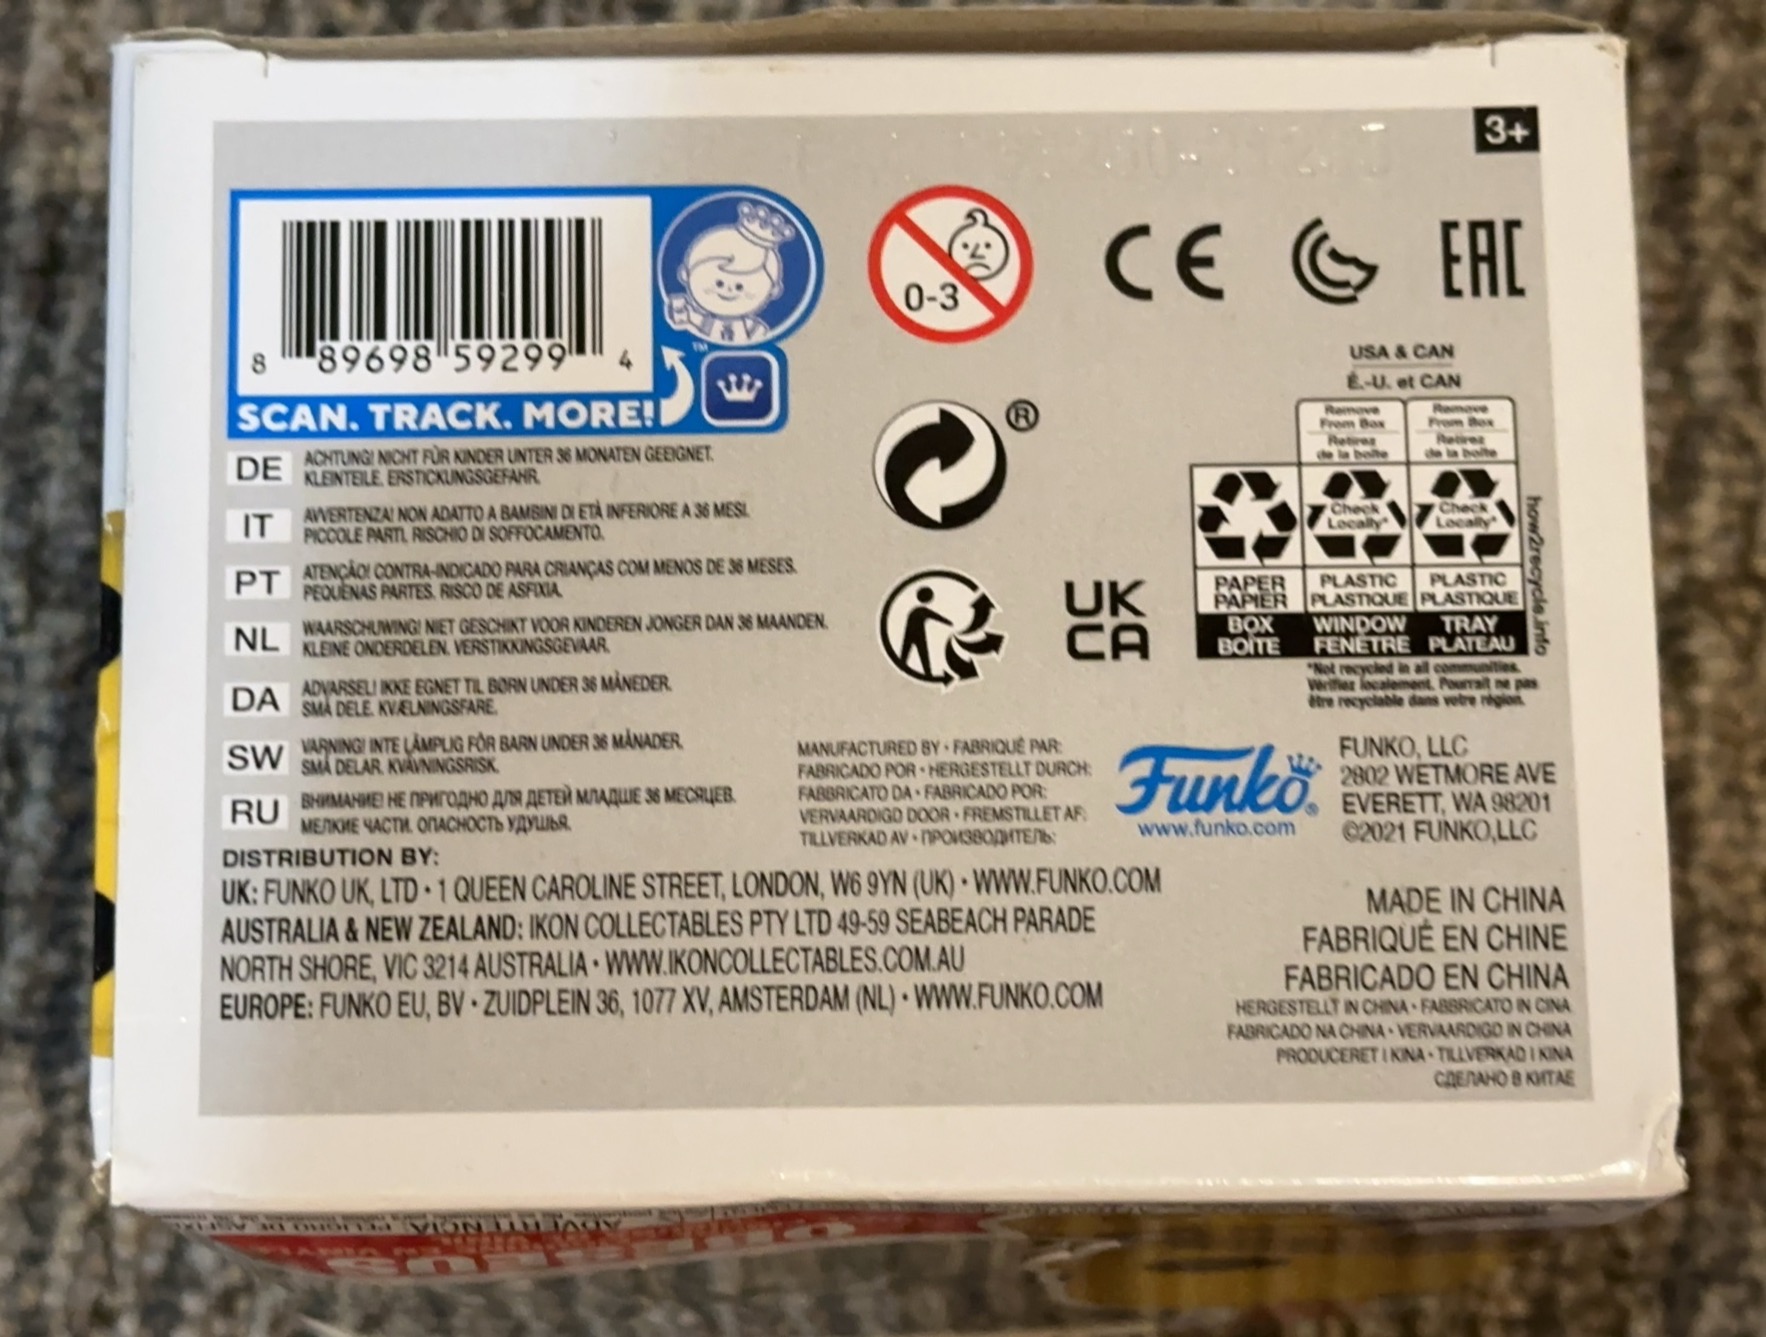 3+
8 89698 59299 4
™
SCAN. TRACK. MORE!
0-3
CE
EAC
®
UK
CA
USA & CAN
É.-U. et CAN
Remove From Box Retirez de la boîte
Remove From Box Retirez de la boîte
Check Locally*
Check Locally*
PAPER PAPIER
PLASTIC PLASTIQUE
PLASTIC PLASTIQUE
BOX BOÎTE
WINDOW FENÊTRE
TRAY PLATEAU
how2recycle.info
*Not recycled in all communities.
Vérifiez localement. Pourrait ne pas
être recyclable dans votre région.
DE ACHTUNG! NICHT FÜR KINDER UNTER 36 MONATEN GEEIGNET.
KLEINTEILE. ERSTICKUNGSGEFAHR.
IT AVVERTENZA! NON ADATTO A BAMBINI DI ETÀ INFERIORE A 36 MESI.
PICCOLE PARTI, RISCHIO DI SOFFOCAMENTO.
PT ATENÇÃO! CONTRA-INDICADO PARA CRIANÇAS COM MENOS DE 36 MESES.
PEQUENAS PARTES. RISCO DE ASFIXIA.
NL WAARSCHUWING! NIET GESCHIKT VOOR KINDEREN JONGER DAN 36 MAANDEN.
KLEINE ONDERDELEN. VERSTIKKINGSGEVAAR.
DA ADVARSEL! IKKE EGNET TIL BØRN UNDER 36 MÅNEDER.
SMÅ DELE. KVÆLNINGSFARE.
SW VARNING! INTE LÄMPLIG FÖR BARN UNDER 36 MÅNADER.
SMÅ DELAR. KVÄVNINGSRISK.
RU ВНИМАНИЕ! НЕ ПРИГОДНО ДЛЯ ДЕТЕЙ МЛАДШЕ 36 МЕСЯЦЕВ.
МЕЛКИЕ ЧАСТИ. ОПАСНОСТЬ УДУШЬЯ.
MANUFACTURED BY • FABRIQUÉ PAR:
FABRICADO POR • HERGESTELLT DURCH:
FABBRICATO DA • FABRICADO POR:
VERVAARDIGD DOOR • FREMSTILLET AF:
TILLVERKAD AV • ПРОИЗВОДИТЕЛЬ:
Funko®
www.funko.com
FUNKO, LLC
2802 WETMORE AVE
EVERETT, WA 98201
©2021 FUNKO,LLC
DISTRIBUTION BY:
UK: FUNKO UK, LTD • 1 QUEEN CAROLINE STREET, LONDON, W6 9YN (UK) • WWW.FUNKO.COM
AUSTRALIA & NEW ZEALAND: IKON COLLECTABLES PTY LTD 49-59 SEABEACH PARADE
NORTH SHORE, VIC 3214 AUSTRALIA • WWW.IKONCOLLECTABLES.COM.AU
EUROPE: FUNKO EU, BV • ZUIDPLEIN 36, 1077 XV, AMSTERDAM (NL) • WWW.FUNKO.COM
MADE IN CHINA
FABRIQUÉ EN CHINE
FABRICADO EN CHINA
HERGESTELLT IN CHINA • FABBRICATO IN CINA
FABRICADO NA CHINA • VERVAARDIGD IN CHINA
PRODUCERET I KINA • TILLVERKAD I KINA
СДЕЛАНО В КИТАЕ